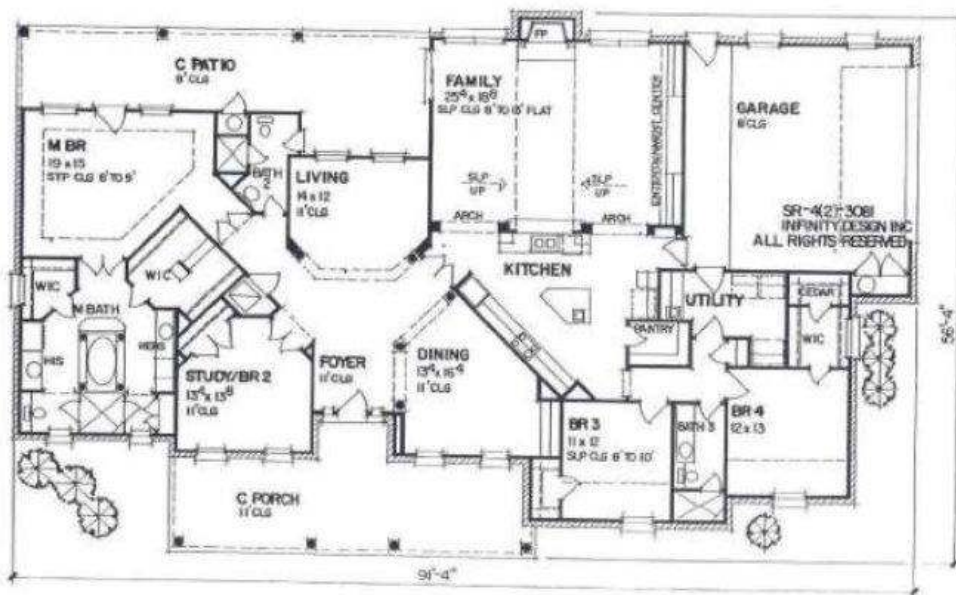 C PATIO
8' CLG
FP
FAMILY
25⁴ x 18⁸
SLP CLG 8' TO 13' FLAT
GARAGE
8' CLG
M BR
19 x 15
STP CLG 8' TO 9'
BATH 2
LIVING
14 x 12
11' CLG
SLP UP
SLP UP
ARCH
ARCH
SR-4(2)-3081
INFINITY DESIGN INC
ALL RIGHTS RESERVED
KITCHEN
WIC
WIC
M BATH
UTILITY
CEDAR
WIC
PANTRY
HIS
HERS
STUDY/BR 2
13⁴ x 13⁸
11' CLG
FOYER
11' CLG
DINING
13⁴ x 16⁴
11' CLG
BR 3
11 x 12
SLP CLG 8' TO 10'
BATH 3
BR 4
12 x 13
C PORCH
11' CLG
91'-4"
56'-4"